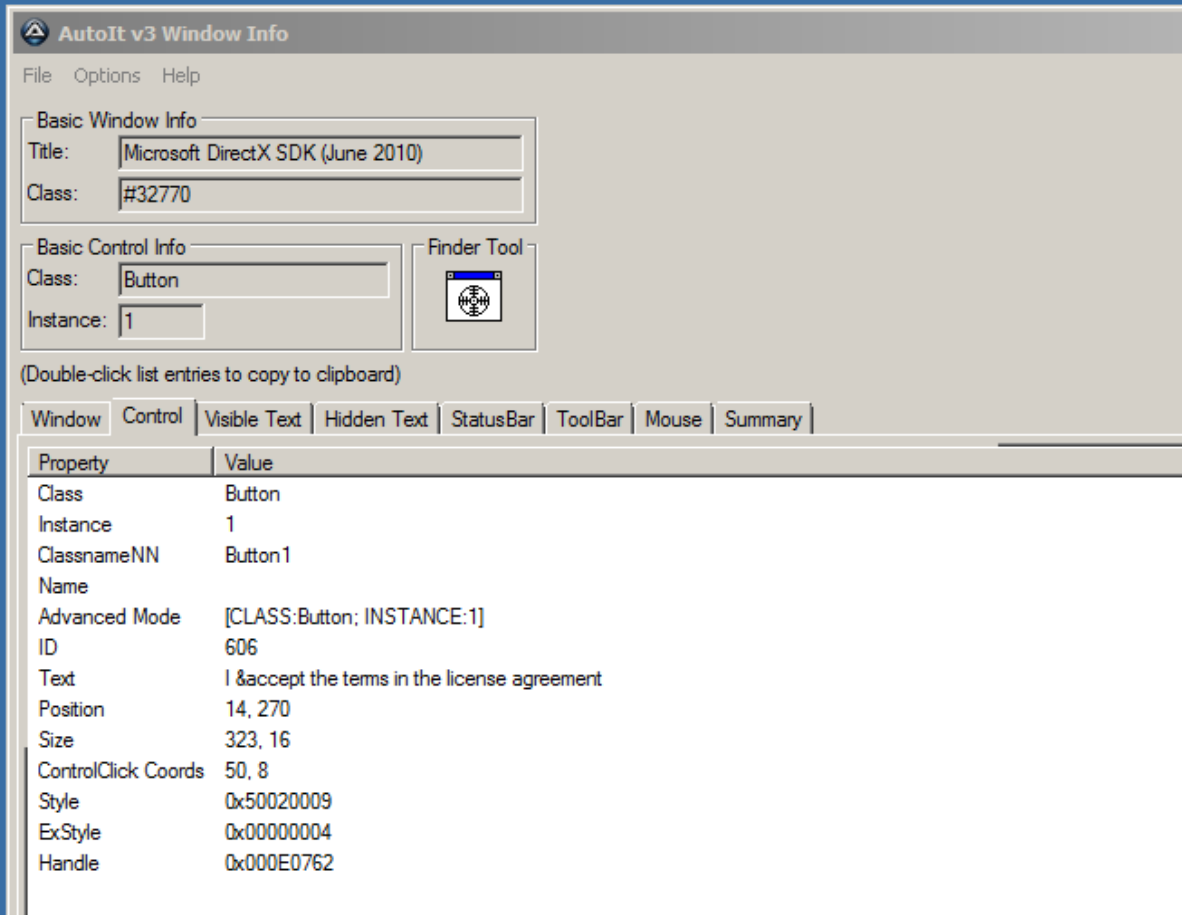 AutoIt v3 Window Info
File Options Help
Basic Window Info
Title: Microsoft DirectX SDK (June 2010)
Class: #32770
Basic Control Info
Class: Button
Instance: 1
Finder Tool
(Double-click list entries to copy to clipboard)
Window Control Visible Text Hidden Text StatusBar ToolBar Mouse Summary
Property Value
Class Button
Instance 1
ClassnameNN Button1
Name
Advanced Mode [CLASS:Button; INSTANCE:1]
ID 606
Text I &accept the terms in the license agreement
Position 14, 270
Size 323, 16
ControlClick Coords 50, 8
Style 0x50020009
ExStyle 0x00000004
Handle 0x000E0762